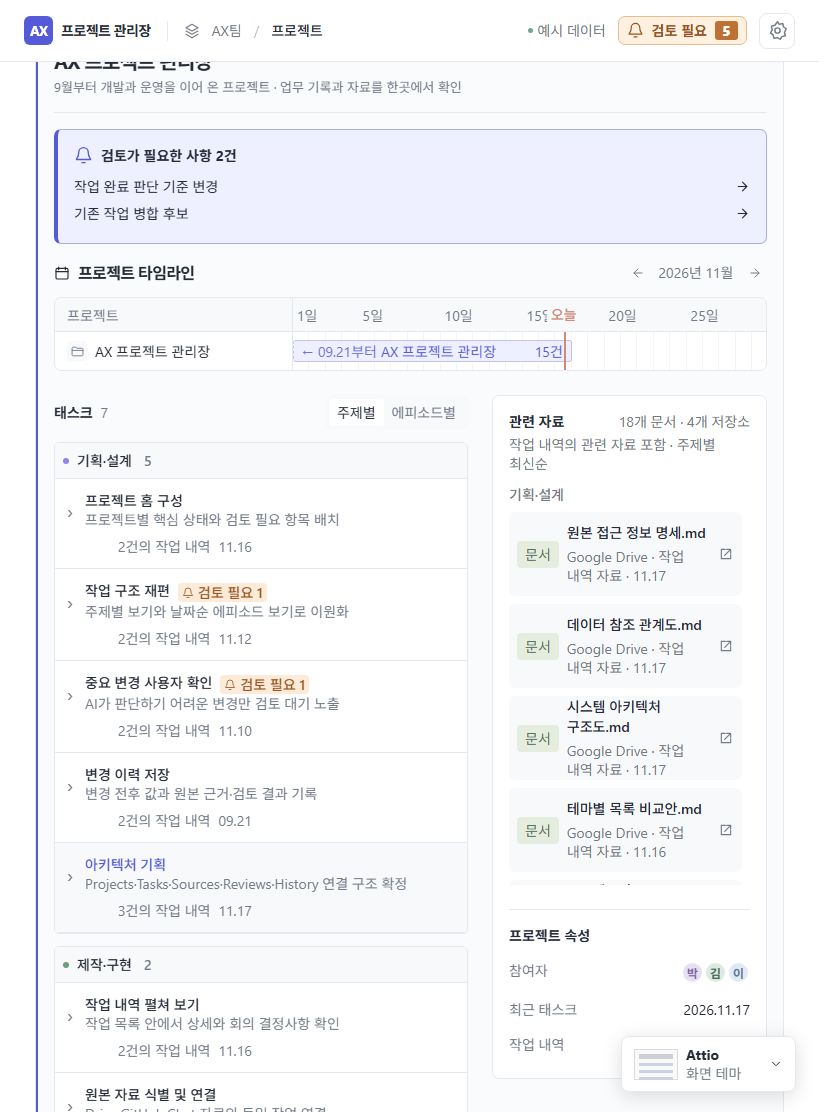 AX 프로젝트 관리장
AX팀 / 프로젝트
예시 데이터
검토 필요 5
AX 프로젝트 관리장
9월부터 개발과 운영을 이어 온 프로젝트 · 업무 기록과 자료를 한곳에서 확인
검토가 필요한 사항 2건
작업 완료 판단 기준 변경 →
기존 작업 병합 후보 →
프로젝트 타임라인
← 2026년 11월 →
프로젝트 1일 5일 10일 15일 오늘 20일 25일
AX 프로젝트 관리장
← 09.21부터 AX 프로젝트 관리장 15건
태스크 7
주제별 에피소드별
기획·설계 5
프로젝트 홈 구성
프로젝트별 핵심 상태와 검토 필요 항목 배치
2건의 작업 내역 11.16
작업 구조 재편 검토 필요 1
주제별 보기와 날짜순 에피소드 보기로 이원화
2건의 작업 내역 11.12
중요 변경 사용자 확인 검토 필요 1
AI가 판단하기 어려운 변경만 검토 대기 노출
2건의 작업 내역 11.10
변경 이력 저장
변경 전후 값과 원본 근거·검토 결과 기록
2건의 작업 내역 09.21
아키텍처 기획
Projects·Tasks·Sources·Reviews·History 연결 구조 확정
3건의 작업 내역 11.17
제작·구현 2
작업 내역 펼쳐 보기
작업 목록 안에서 상세와 회의 결정사항 확인
2건의 작업 내역 11.16
원본 자료 식별 및 연결
관련 자료 18개 문서 · 4개 저장소
작업 내역의 관련 자료 포함 · 주제별
최신순
기획·설계
원본 접근 정보 명세.md
문서
Google Drive · 작업
내역 자료 · 11.17
데이터 참조 관계도.md
문서
Google Drive · 작업
내역 자료 · 11.17
시스템 아키텍처
구조도.md
문서
Google Drive · 작업
내역 자료 · 11.17
테마별 목록 비교안.md
문서
Google Drive · 작업
내역 자료 · 11.16
프로젝트 속성
참여자 박 김 이
최근 태스크 2026.11.17
작업 내역
Attio
화면 테마